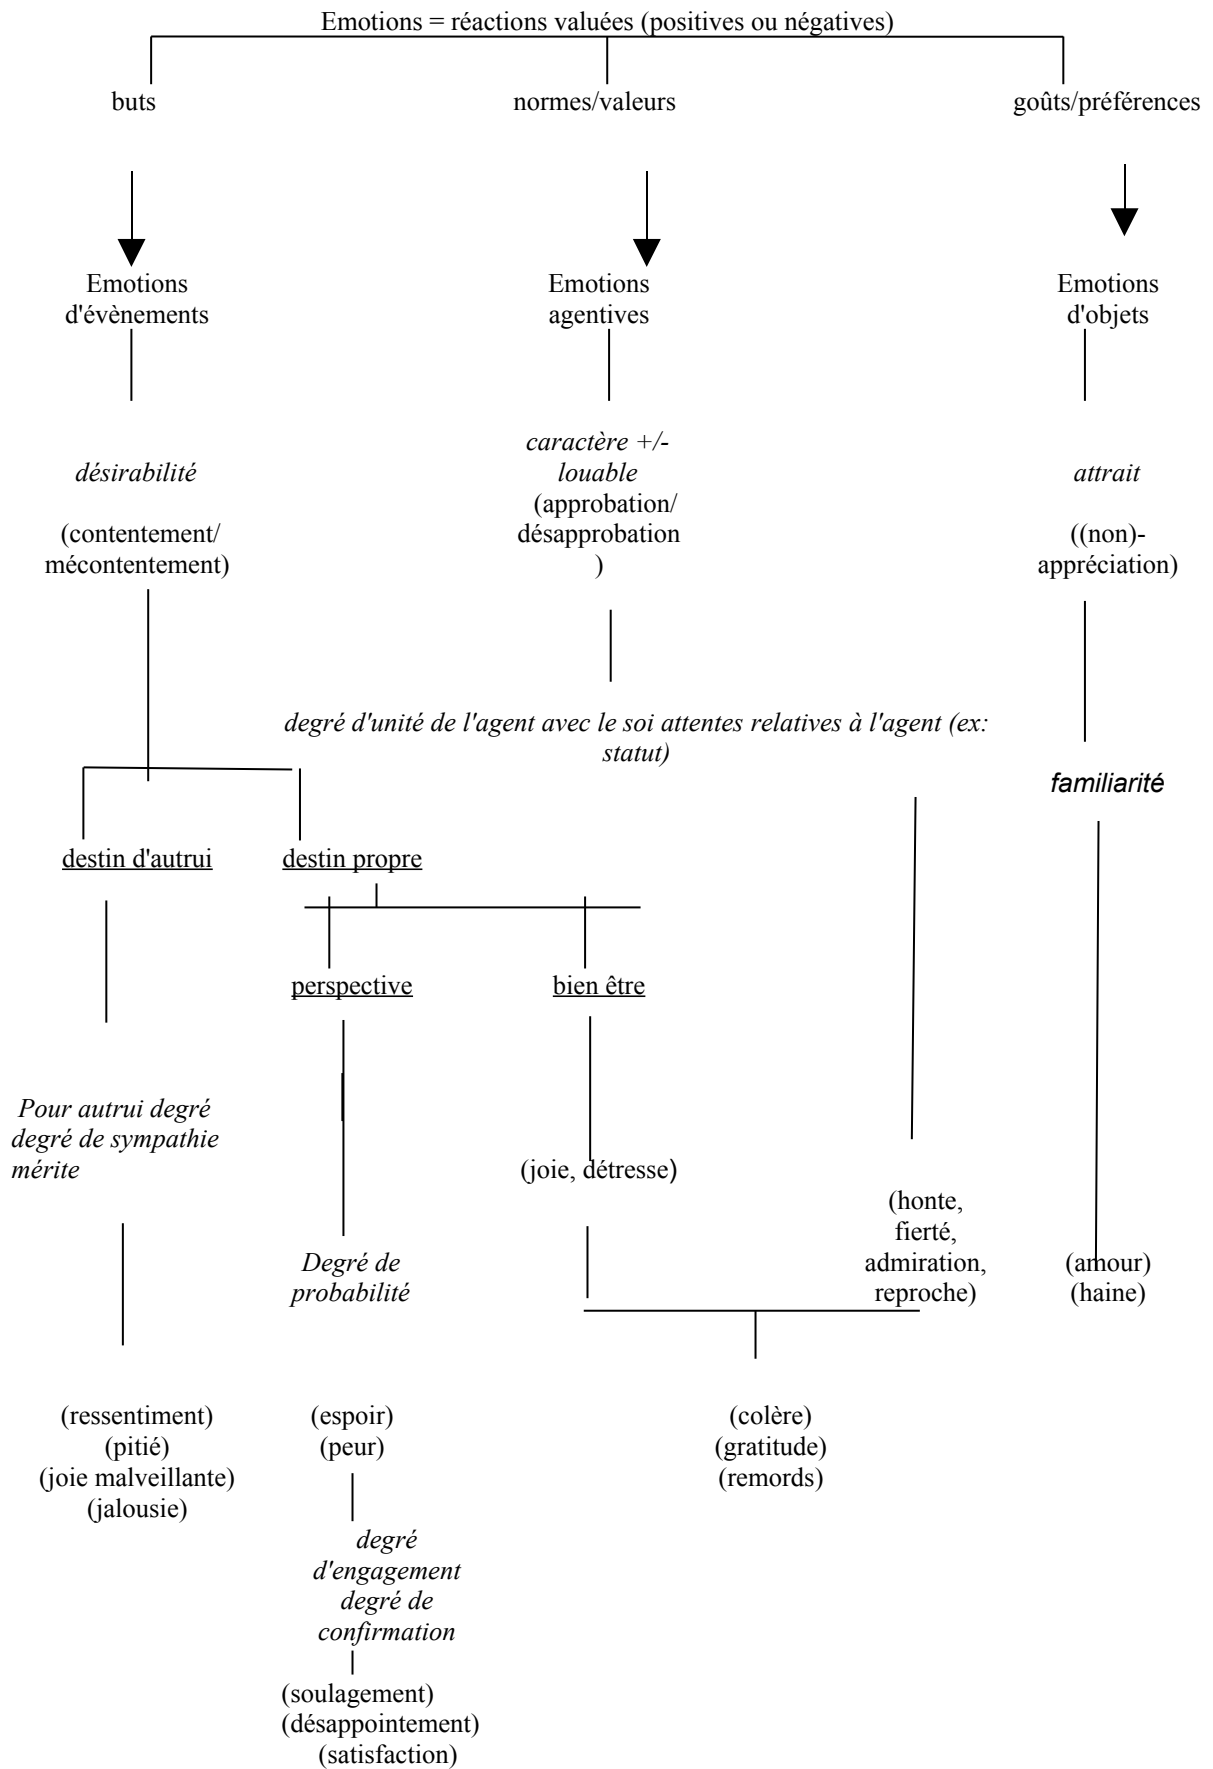 Emotions = réactions valuées (positives ou négatives)
buts
normes/valeurs
goûts/préférences
Emotions
d'évènements
Emotions
agentives
Emotions
d'objets
désirabilité
(contentement/
mécontentement)
caractère +/-
louable
(approbation/
désapprobation
)
attrait
((non)-
appréciation)
degré d'unité de l'agent avec le soi attentes relatives à l'agent (ex:
statut)
familiarité
destin d'autrui
destin propre
perspective
bien être
Pour autrui degré
degré de sympathie
mérite
(joie, détresse)
Degré de
probabilité
(honte,
fierté,
admiration,
reproche)
(amour)
(haine)
(ressentiment)
(pitié)
(joie malveillante)
(jalousie)
(espoir)
(peur)
(colère)
(gratitude)
(remords)
degré
d'engagement
degré de
confirmation
(soulagement)
(désappointement)
(satisfaction)